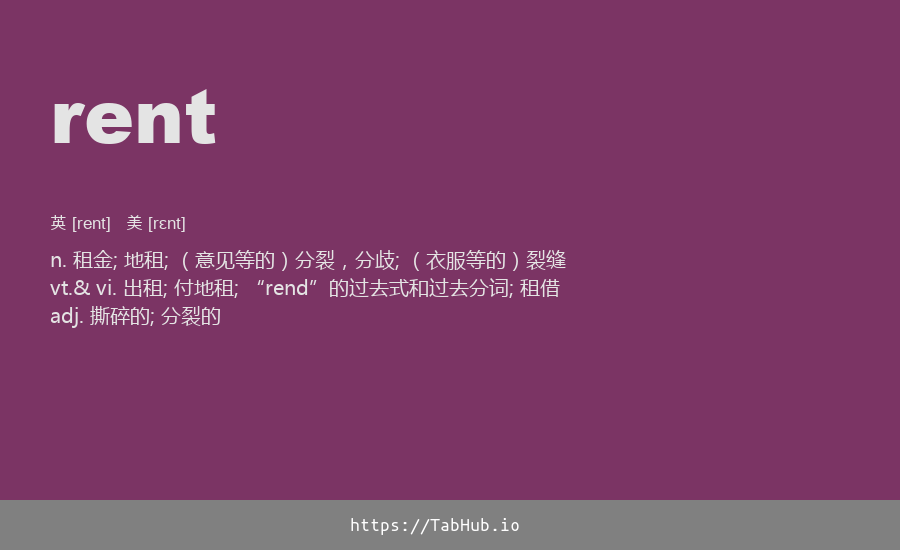 rent
英 [rent] 美 [rɛnt]
n. 租金; 地租; （意见等的）分裂，分歧; （衣服等的）裂缝
vt.& vi. 出租; 付地租; “rend”的过去式和过去分词; 租借
adj. 撕碎的; 分裂的
https://TabHub.io